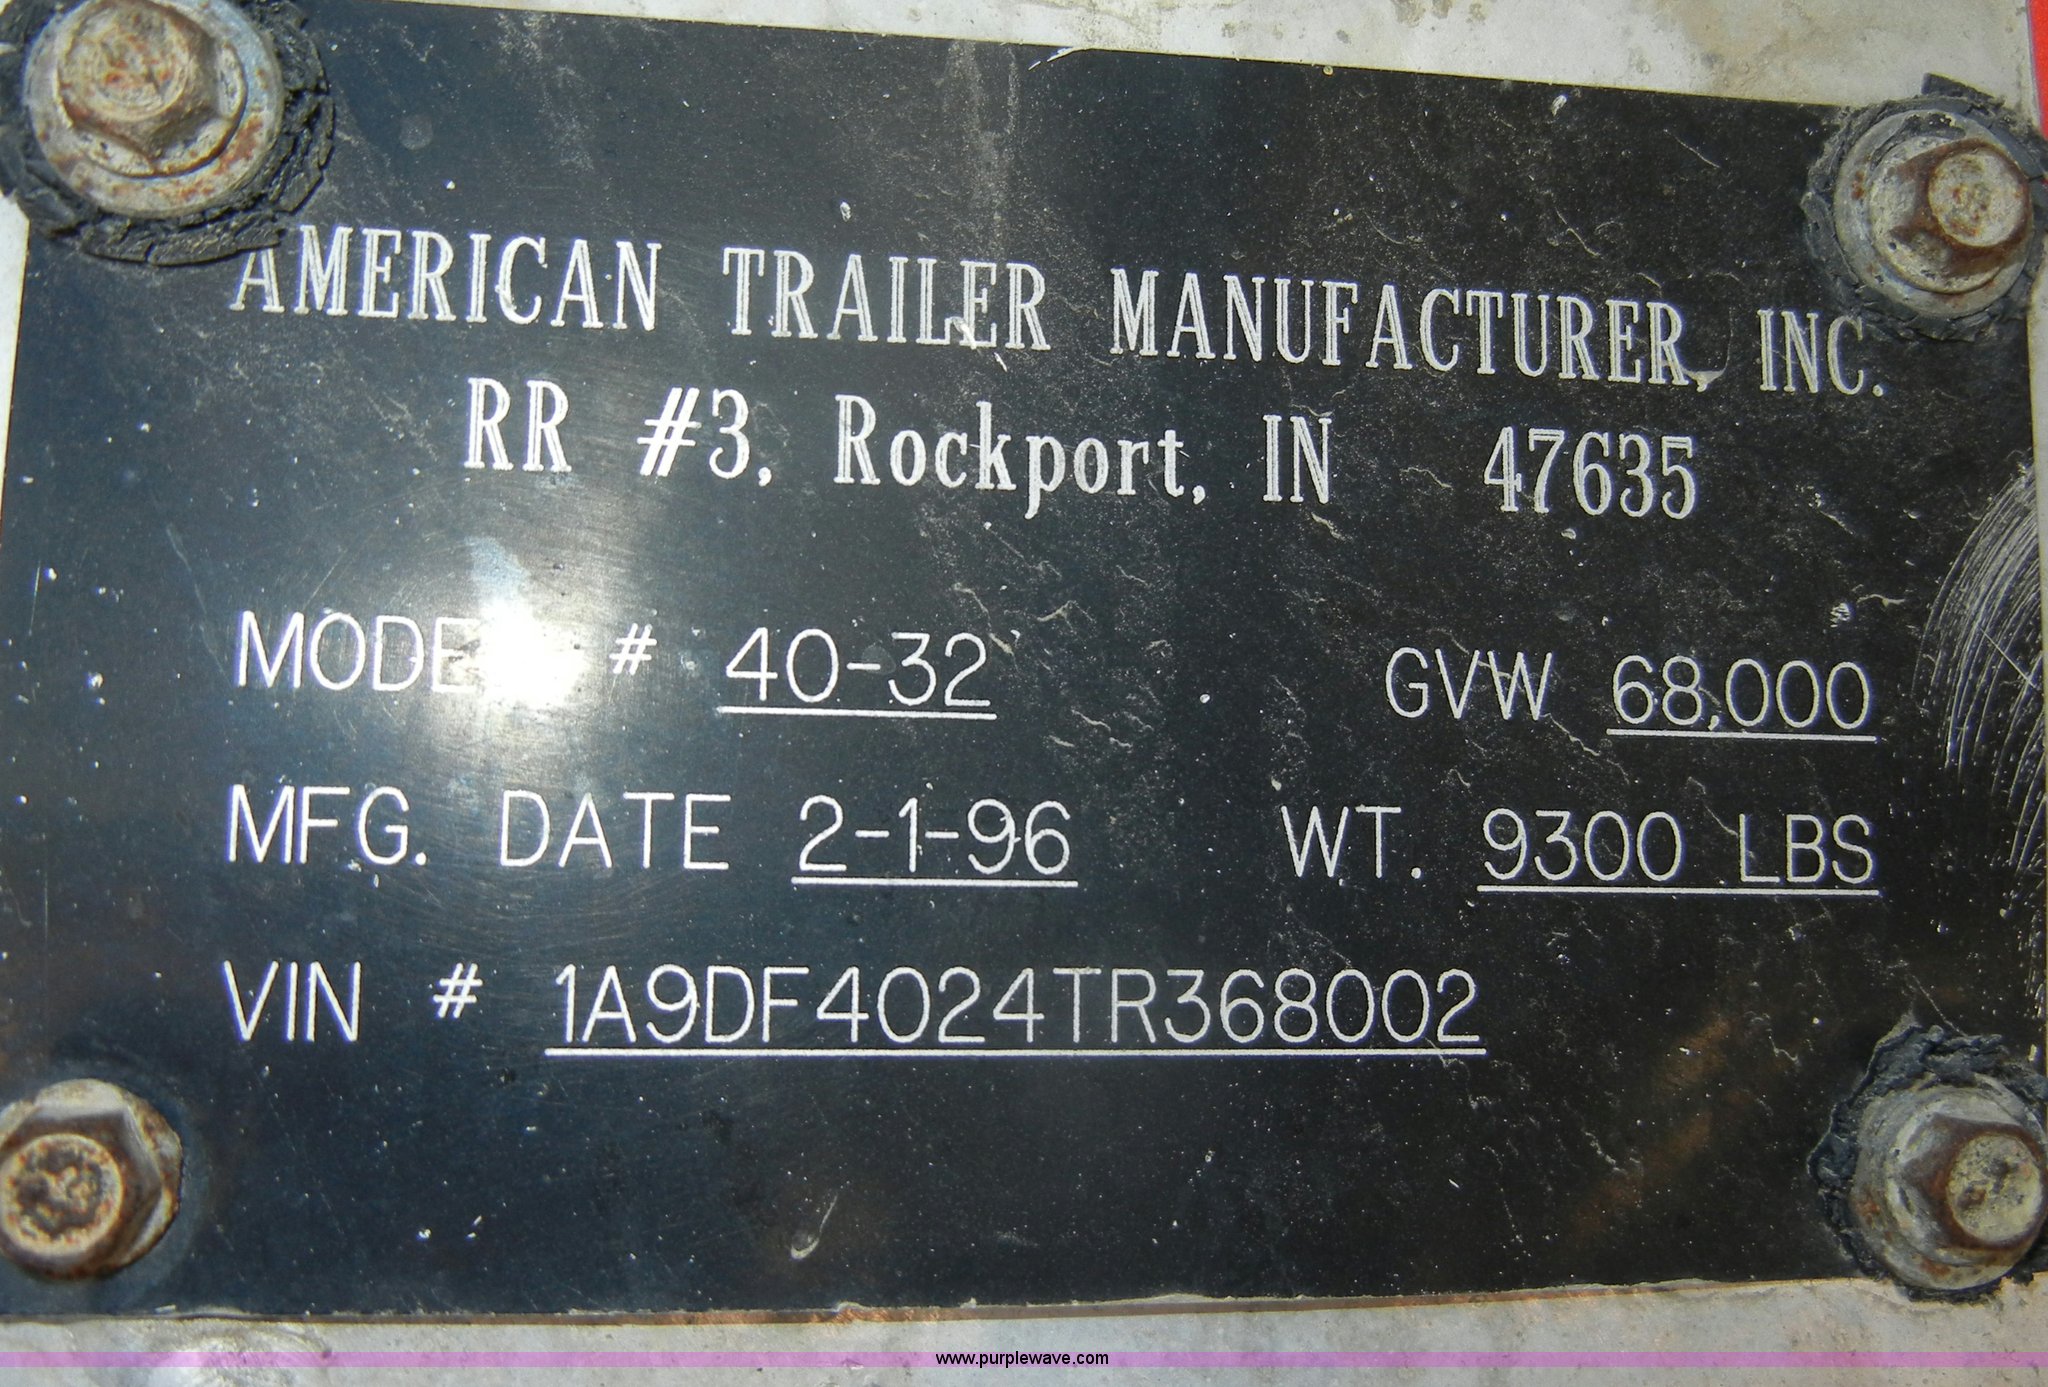 AMERICAN TRAILER MANUFACTURER, INC.
RR #3, Rockport, IN 47635
MODEL # 40-32 GVW 68,000
MFG. DATE 2-1-96 WT. 9300 LBS
VIN # 1A9DF4024TR368002
www.purplewave.com